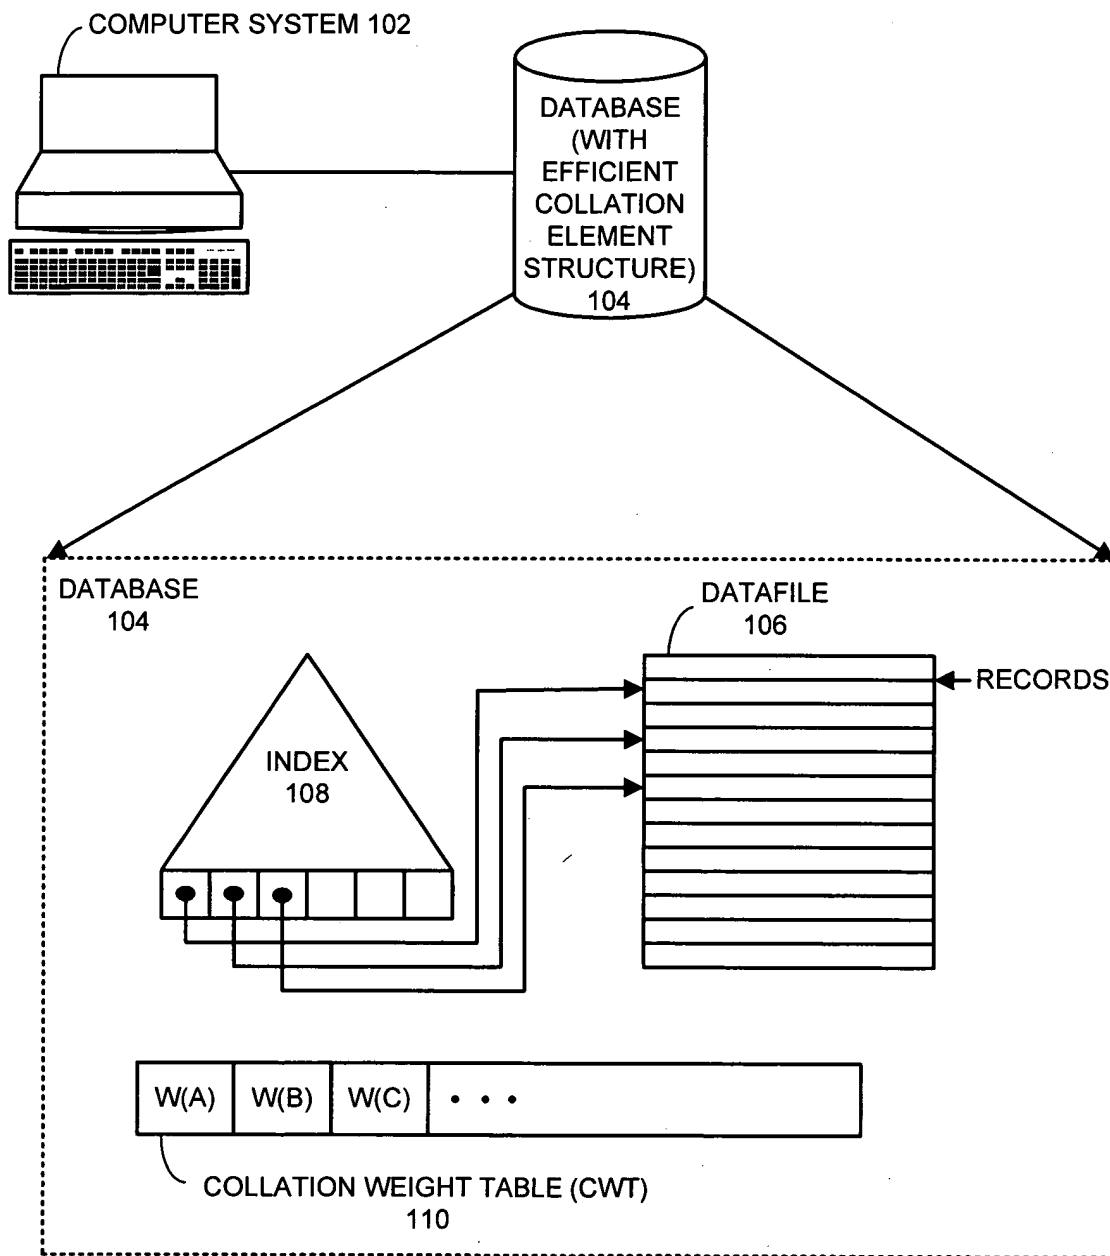 COMPUTER SYSTEM 102
DATABASE
(WITH
EFFICIENT
COLLATION
ELEMENT
STRUCTURE)
104
DATABASE
104
DATAFILE
106
RECORDS
INDEX
108
W(A) W(B) W(C) • • •
COLLATION WEIGHT TABLE (CWT)
110